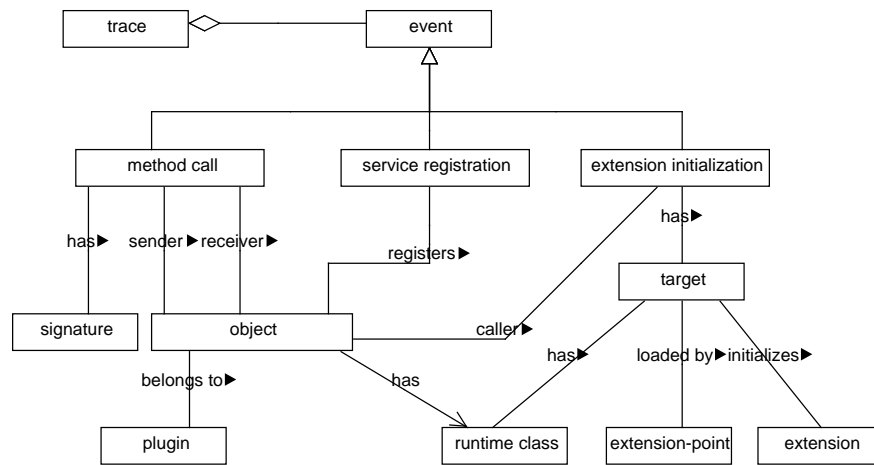 trace
event
method call
service registration
extension initialization
has▶
sender▶
receiver▶
registers▶
has▶
target
signature
object
caller▶
has▶
loaded by▶
initializes▶
belongs to▶
has
plugin
runtime class
extension-point
extension